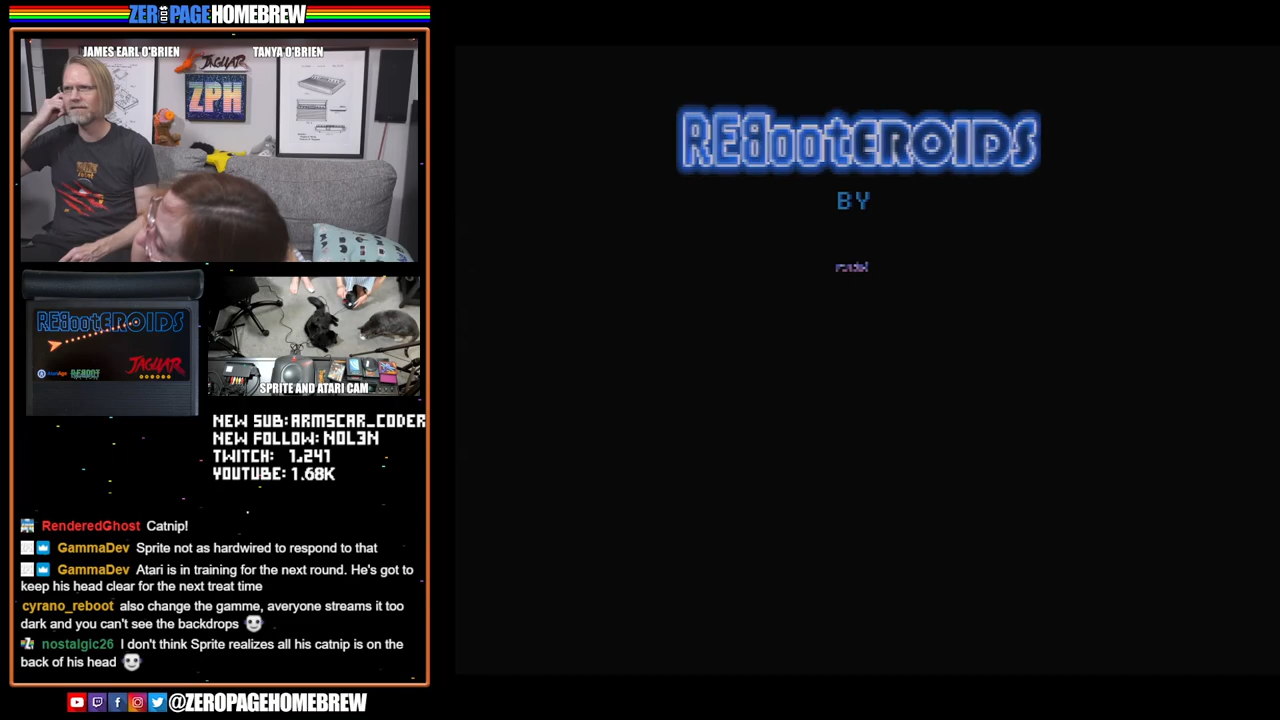 ZEROPAGEHOMEBREW
JAMES EARL O'BRIEN
TANYA O'BRIEN
JAGUAR
ZPH
REBooteROIDS
BY
REBooteROIDS
JAGUAR
AtariAge
REBOOT
SPRITE AND ATARI CAM
NEW SUB: ARMSCAR_CODER
NEW FOLLOW: NOL3N
TWITCH: 1,241
YOUTUBE: 1.68K
RenderedGhost Catnip!
GammaDev Sprite not as hardwired to respond to that
GammaDev Atari is in training for the next round. He's got to
keep his head clear for the next treat time
cyrano_reboot also change the gamme, averyone streams it too
dark and you can't see the backdrops
nostalgic26 I don't think Sprite realizes all his catnip is on the
back of his head
@ZEROPAGEHOMEBREW